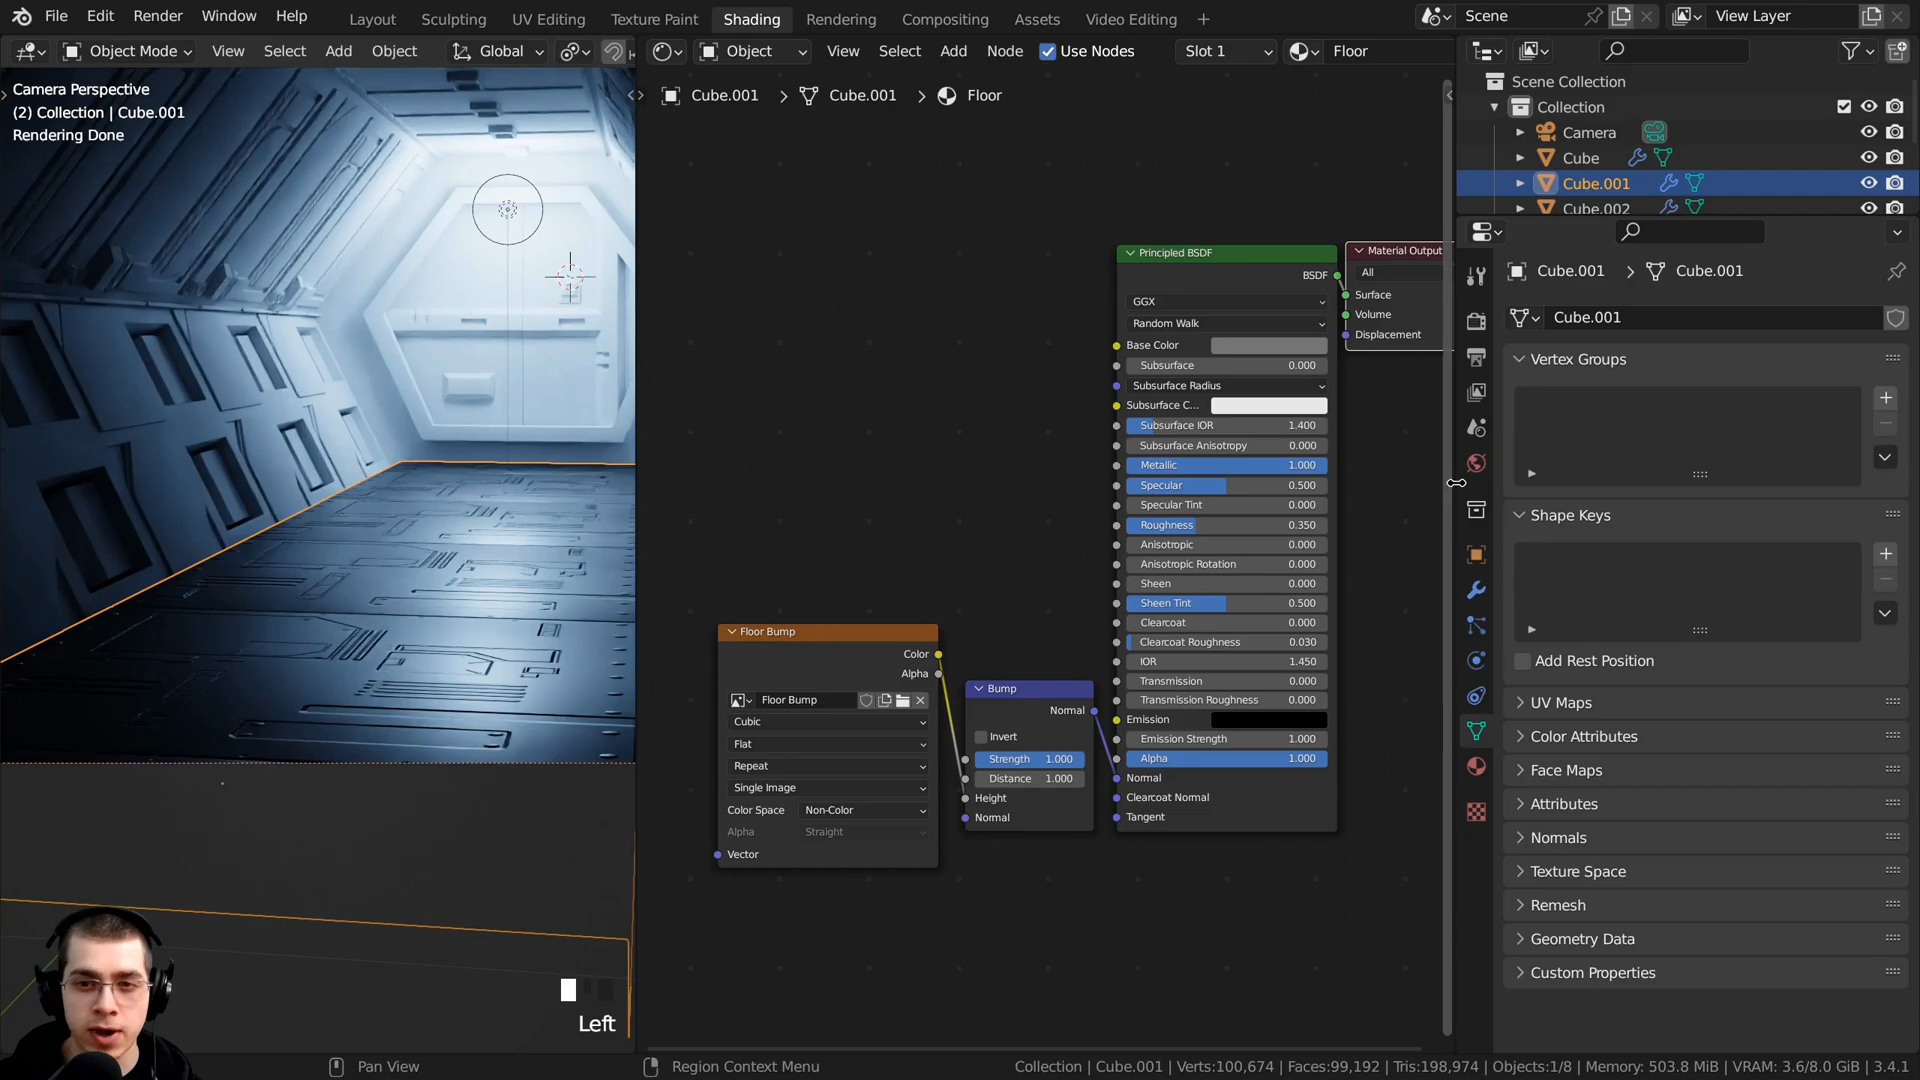 File Edit Render Window Help
Layout Sculpting UV Editing Texture Paint Shading Rendering Compositing Assets Video Editing +
Scene View Layer
Object Mode View Select Add Object Global
Object View Select Add Node Use Nodes Slot 1 Floor
Camera Perspective
(2) Collection | Cube.001
Rendering Done
Cube.001 > Cube.001 > Floor
Scene Collection
Collection
Camera
Cube
Cube.001
Cube.002
Cube.001 > Cube.001
Cube.001
Vertex Groups
Shape Keys
Add Rest Position
UV Maps
Color Attributes
Face Maps
Attributes
Normals
Texture Space
Remesh
Geometry Data
Custom Properties
Principled BSDF
BSDF
GGX
Random Walk
Base Color
Subsurface 0.000
Subsurface Radius
Subsurface C...
Subsurface IOR 1.400
Subsurface Anisotropy 0.000
Metallic 1.000
Specular 0.500
Specular Tint 0.000
Roughness 0.350
Anisotropic 0.000
Anisotropic Rotation 0.000
Sheen 0.000
Sheen Tint 0.500
Clearcoat 0.000
Clearcoat Roughness 0.030
IOR 1.450
Transmission 0.000
Transmission Roughness 0.000
Emission
Emission Strength 1.000
Alpha 1.000
Normal
Clearcoat Normal
Tangent
Material Output
All
Surface
Volume
Displacement
Floor Bump
Color
Alpha
Floor Bump
Cubic
Flat
Repeat
Single Image
Color Space Non-Color
Alpha Straight
Vector
Bump
Normal
Invert
Strength 1.000
Distance 1.000
Height
Normal
Left
Pan View Region Context Menu Collection | Cube.001 | Verts:100,674 | Faces:99,192 | Tris:198,974 | Objects:1/8 | Memory: 503.8 MiB | VRAM: 3.6/8.0 GiB | 3.4.1